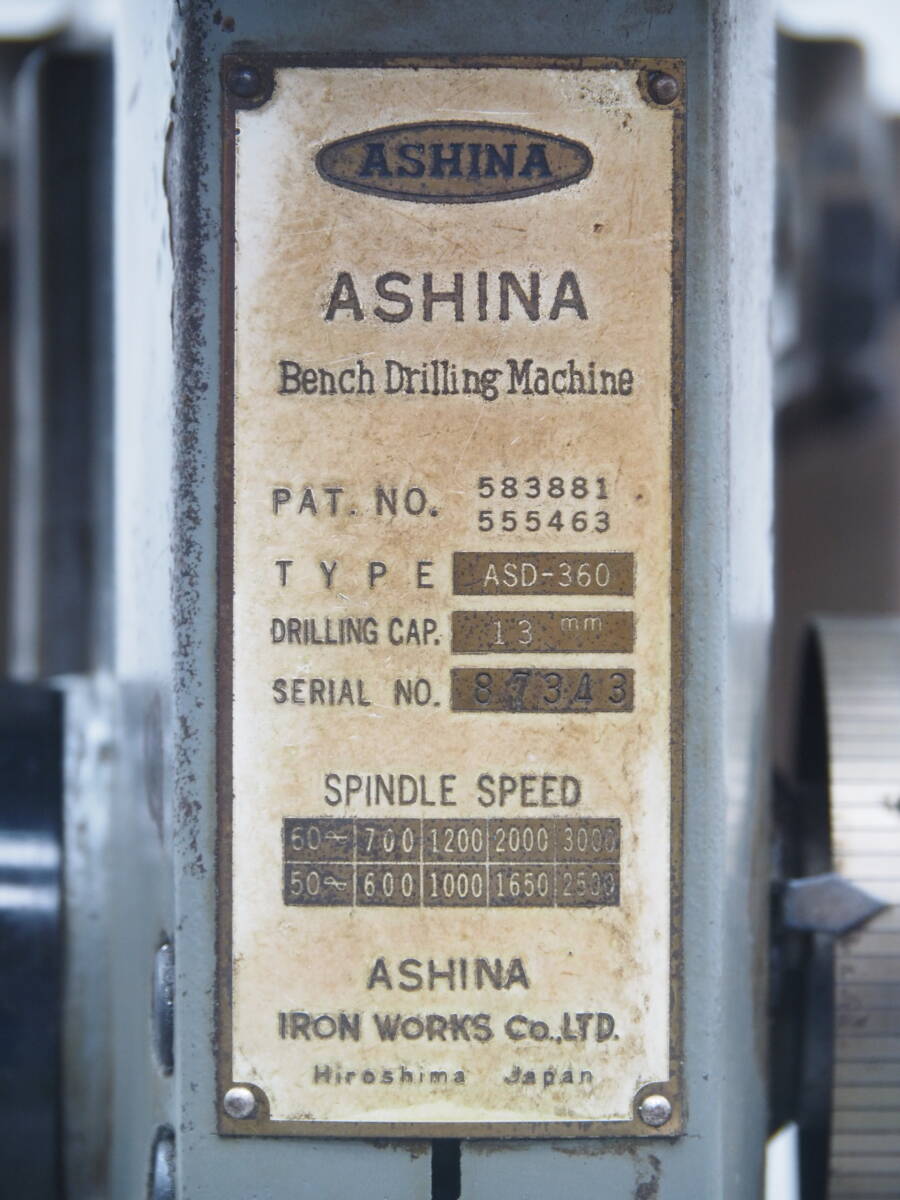 ASHINA
ASHINA
Bench Drilling Machine
PAT. NO. 583881
555463
TYPE ASD-360
DRILLING CAP. 13 mm
SERIAL NO. 87343
SPINDLE SPEED
60~ 700 1200 2000 3000
50~ 600 1000 1650 2500
ASHINA
IRON WORKS Co.,LTD.
Hiroshima Japan